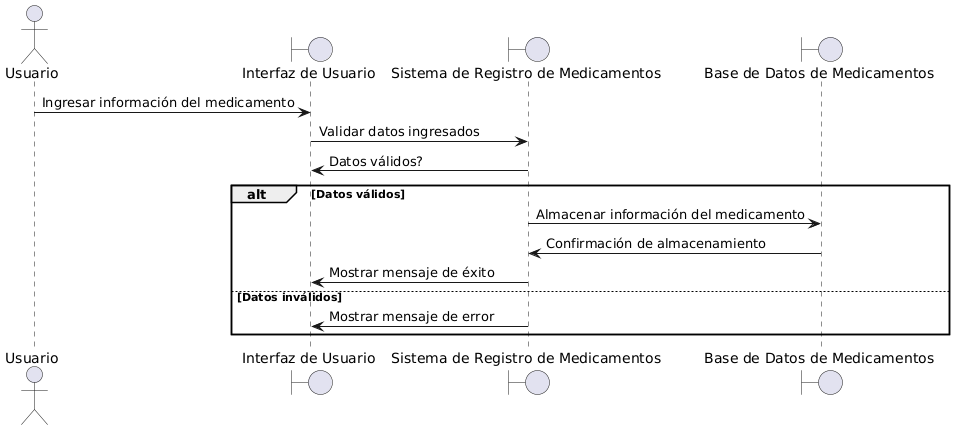 Usuario
Interfaz de Usuario
Sistema de Registro de Medicamentos
Base de Datos de Medicamentos
Ingresar información del medicamento
Validar datos ingresados
Datos válidos?
alt
[Datos válidos]
Almacenar información del medicamento
Confirmación de almacenamiento
Mostrar mensaje de éxito
[Datos inválidos]
Mostrar mensaje de error
Usuario
Interfaz de Usuario
Sistema de Registro de Medicamentos
Base de Datos de Medicamentos